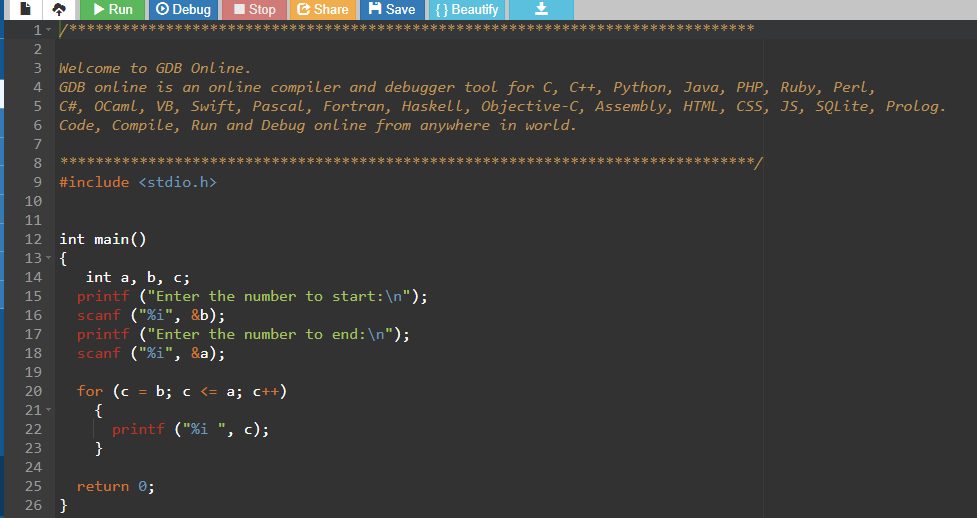 Run Debug Stop Share Save { } Beautify
1 /******************************************************************************
2
3 Welcome to GDB Online.
4 GDB online is an online compiler and debugger tool for C, C++, Python, Java, PHP, Ruby, Perl,
5 C#, OCaml, VB, Swift, Pascal, Fortran, Haskell, Objective-C, Assembly, HTML, CSS, JS, SQLite, Prolog.
6 Code, Compile, Run and Debug online from anywhere in world.
7
8 *******************************************************************************/
9 #include <stdio.h>
10
11
12 int main()
13 {
14    int a, b, c;
15   printf ("Enter the number to start:\n");
16   scanf ("%i", &b);
17   printf ("Enter the number to end:\n");
18   scanf ("%i", &a);
19
20   for (c = b; c <= a; c++)
21     {
22       printf ("%i ", c);
23     }
24
25   return 0;
26 }